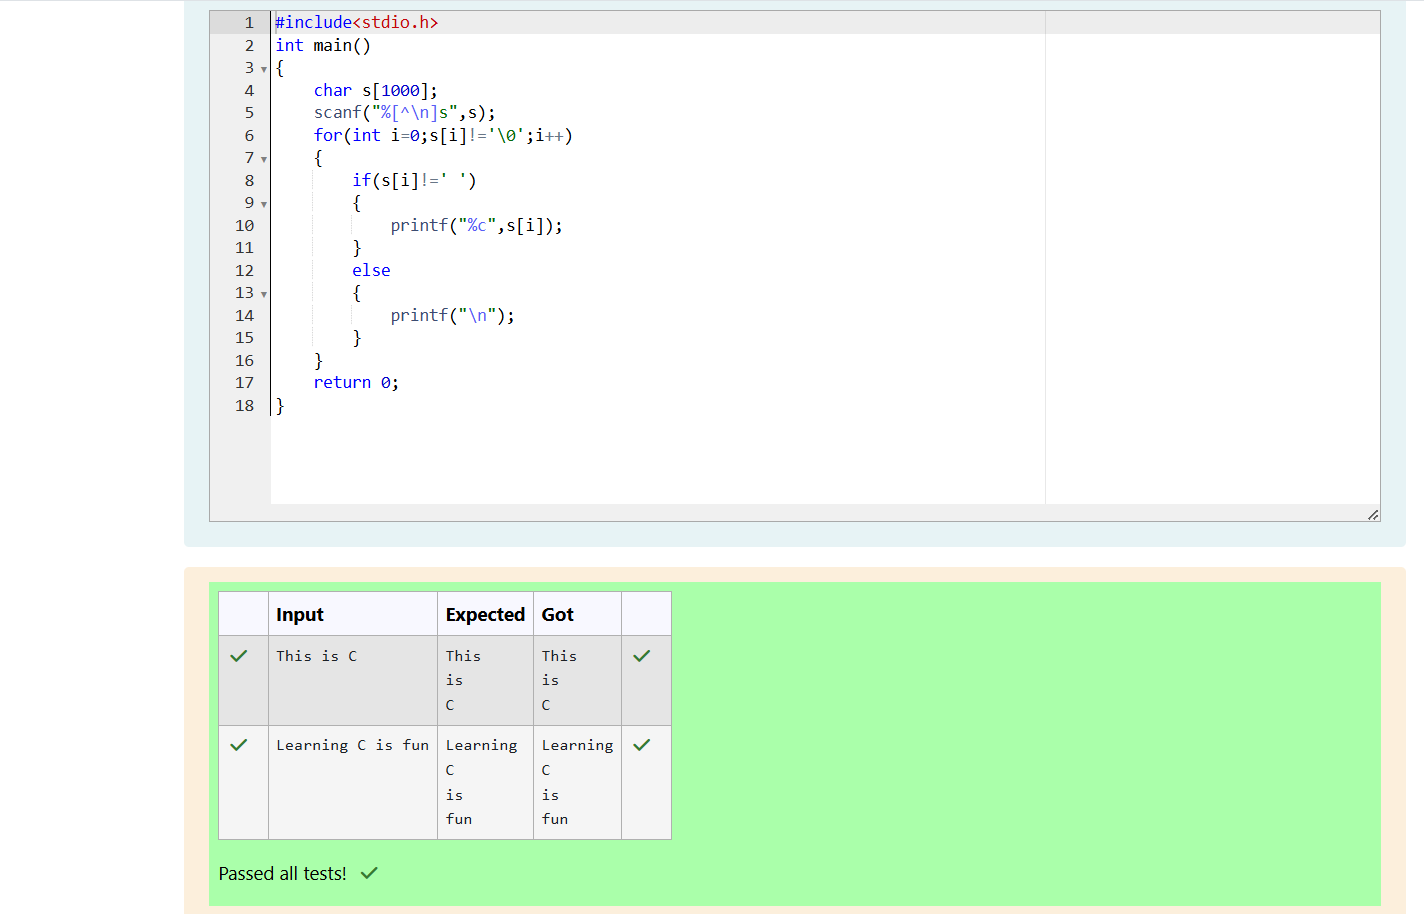 1 #include<stdio.h>
2 int main()
3 {
4     char s[1000];
5     scanf("%[^\n]s",s);
6     for(int i=0;s[i]!='\0';i++)
7     {
8         if(s[i]!=' ')
9         {
10             printf("%c",s[i]);
11         }
12         else
13         {
14             printf("\n");
15         }
16     }
17     return 0;
18 }
Input Expected Got
This is C This This
is is
C C
Learning C is fun Learning Learning
C C
is is
fun fun
Passed all tests!